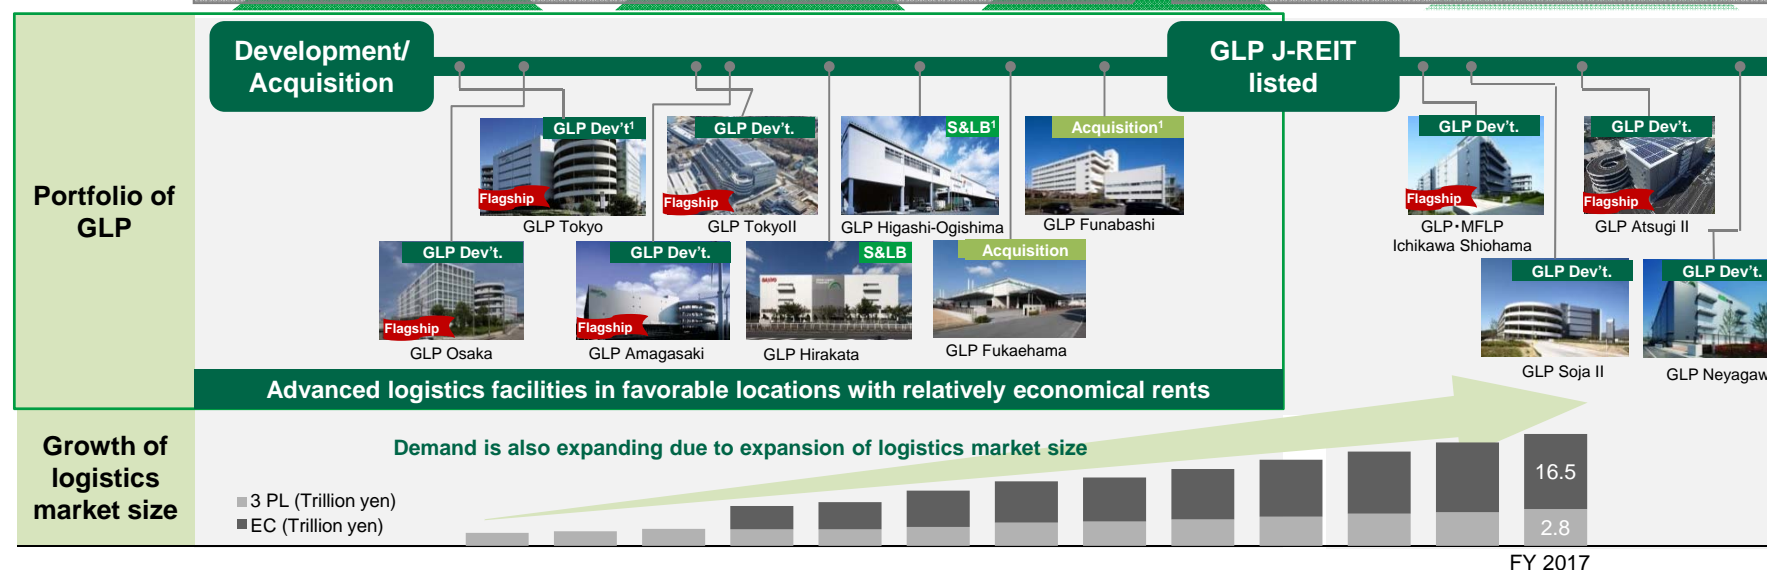 Development/
Acquisition
GLP J-REIT
listed
Portfolio of
GLP
GLP Dev't¹
Flagship
GLP Tokyo
GLP Dev't.
Flagship
GLP TokyoII
S&LB¹
GLP Higashi-Ogishima
Acquisition¹
GLP Funabashi
GLP Dev't.
Flagship
GLP・MFLP
Ichikawa Shiohama
GLP Dev't.
Flagship
GLP Atsugi II
GLP Dev't.
Flagship
GLP Osaka
GLP Dev't.
Flagship
GLP Amagasaki
S&LB
GLP Hirakata
Acquisition
GLP Fukaehama
GLP Dev't.
GLP Soja II
GLP Dev't.
GLP Neyagaw
Advanced logistics facilities in favorable locations with relatively economical rents
Growth of
logistics
market size
Demand is also expanding due to expansion of logistics market size
3 PL (Trillion yen)
EC (Trillion yen)
16.5
2.8
FY 2017